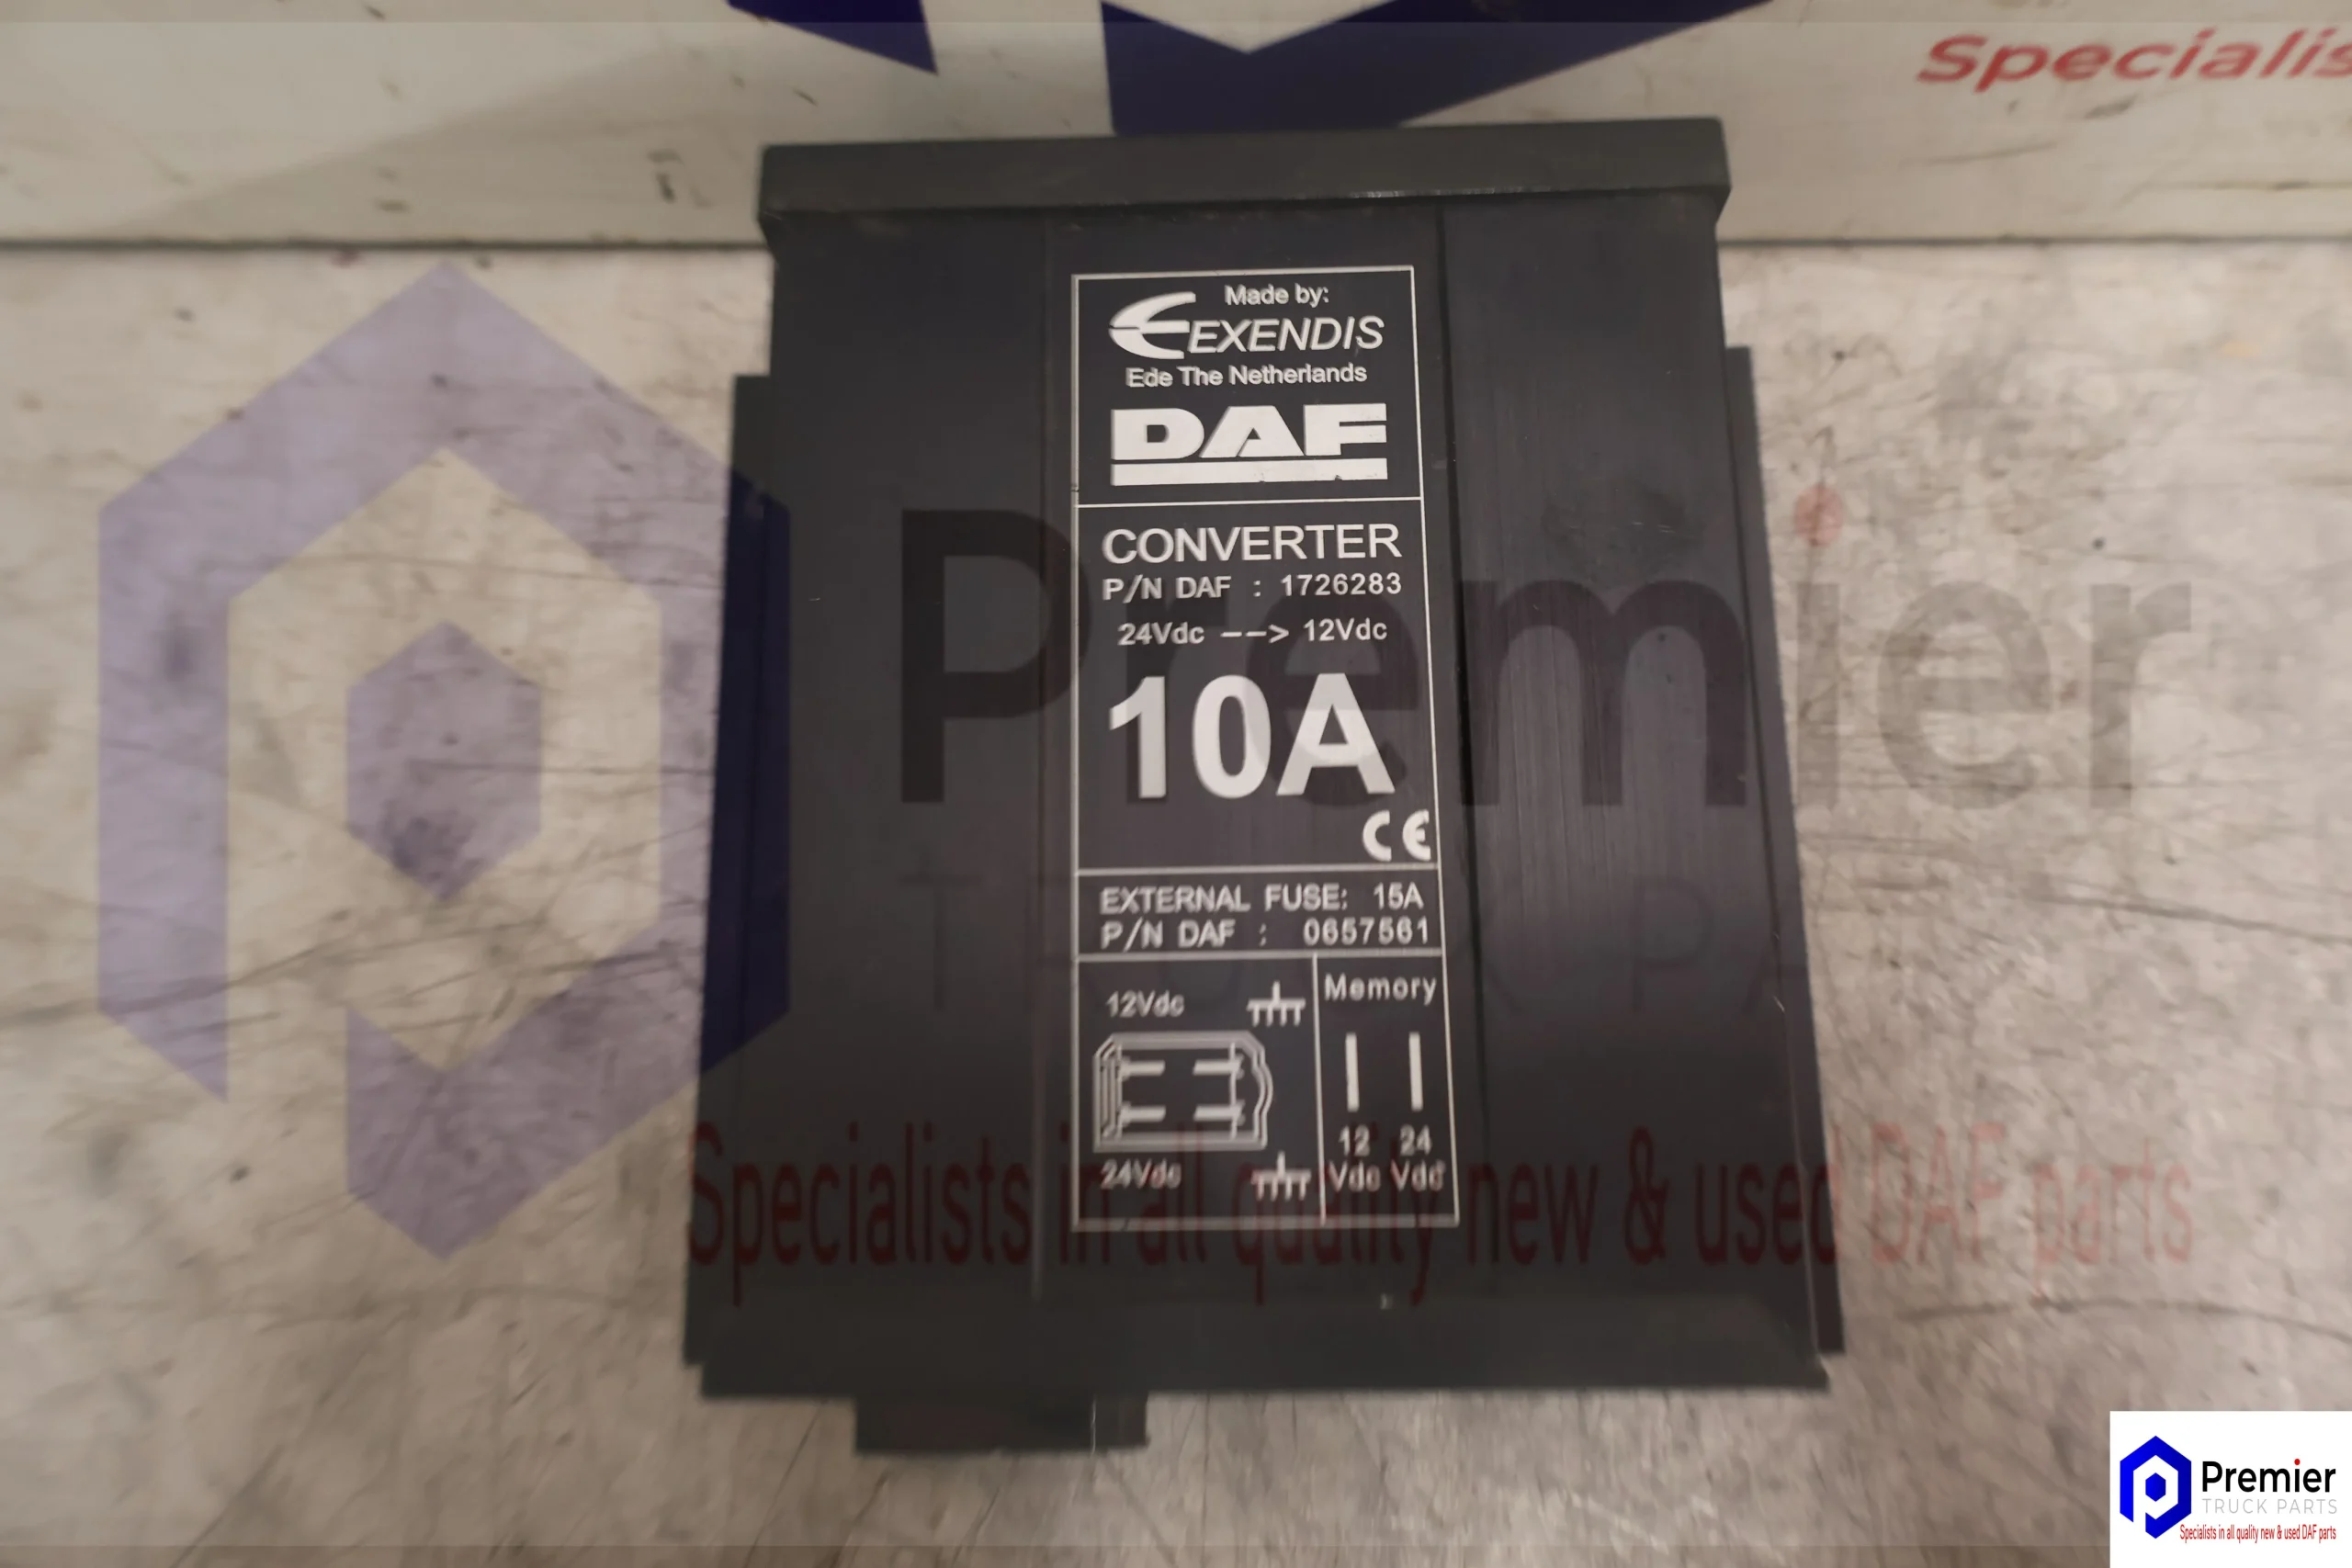 Specialis
Made by:
EXENDIS
Ede The Netherlands
DAF
CONVERTER
P/N DAF : 1726283
24Vdc --> 12Vdc
10A
CE
EXTERNAL FUSE: 15A
P/N DAF : 0657561
12Vdc
Memory
12 24
24Vdc Vdc Vdc
Premier
Specialists in all quality new & used DAF parts
Premier
TRUCK PARTS
Specialists in all quality new & used DAF parts